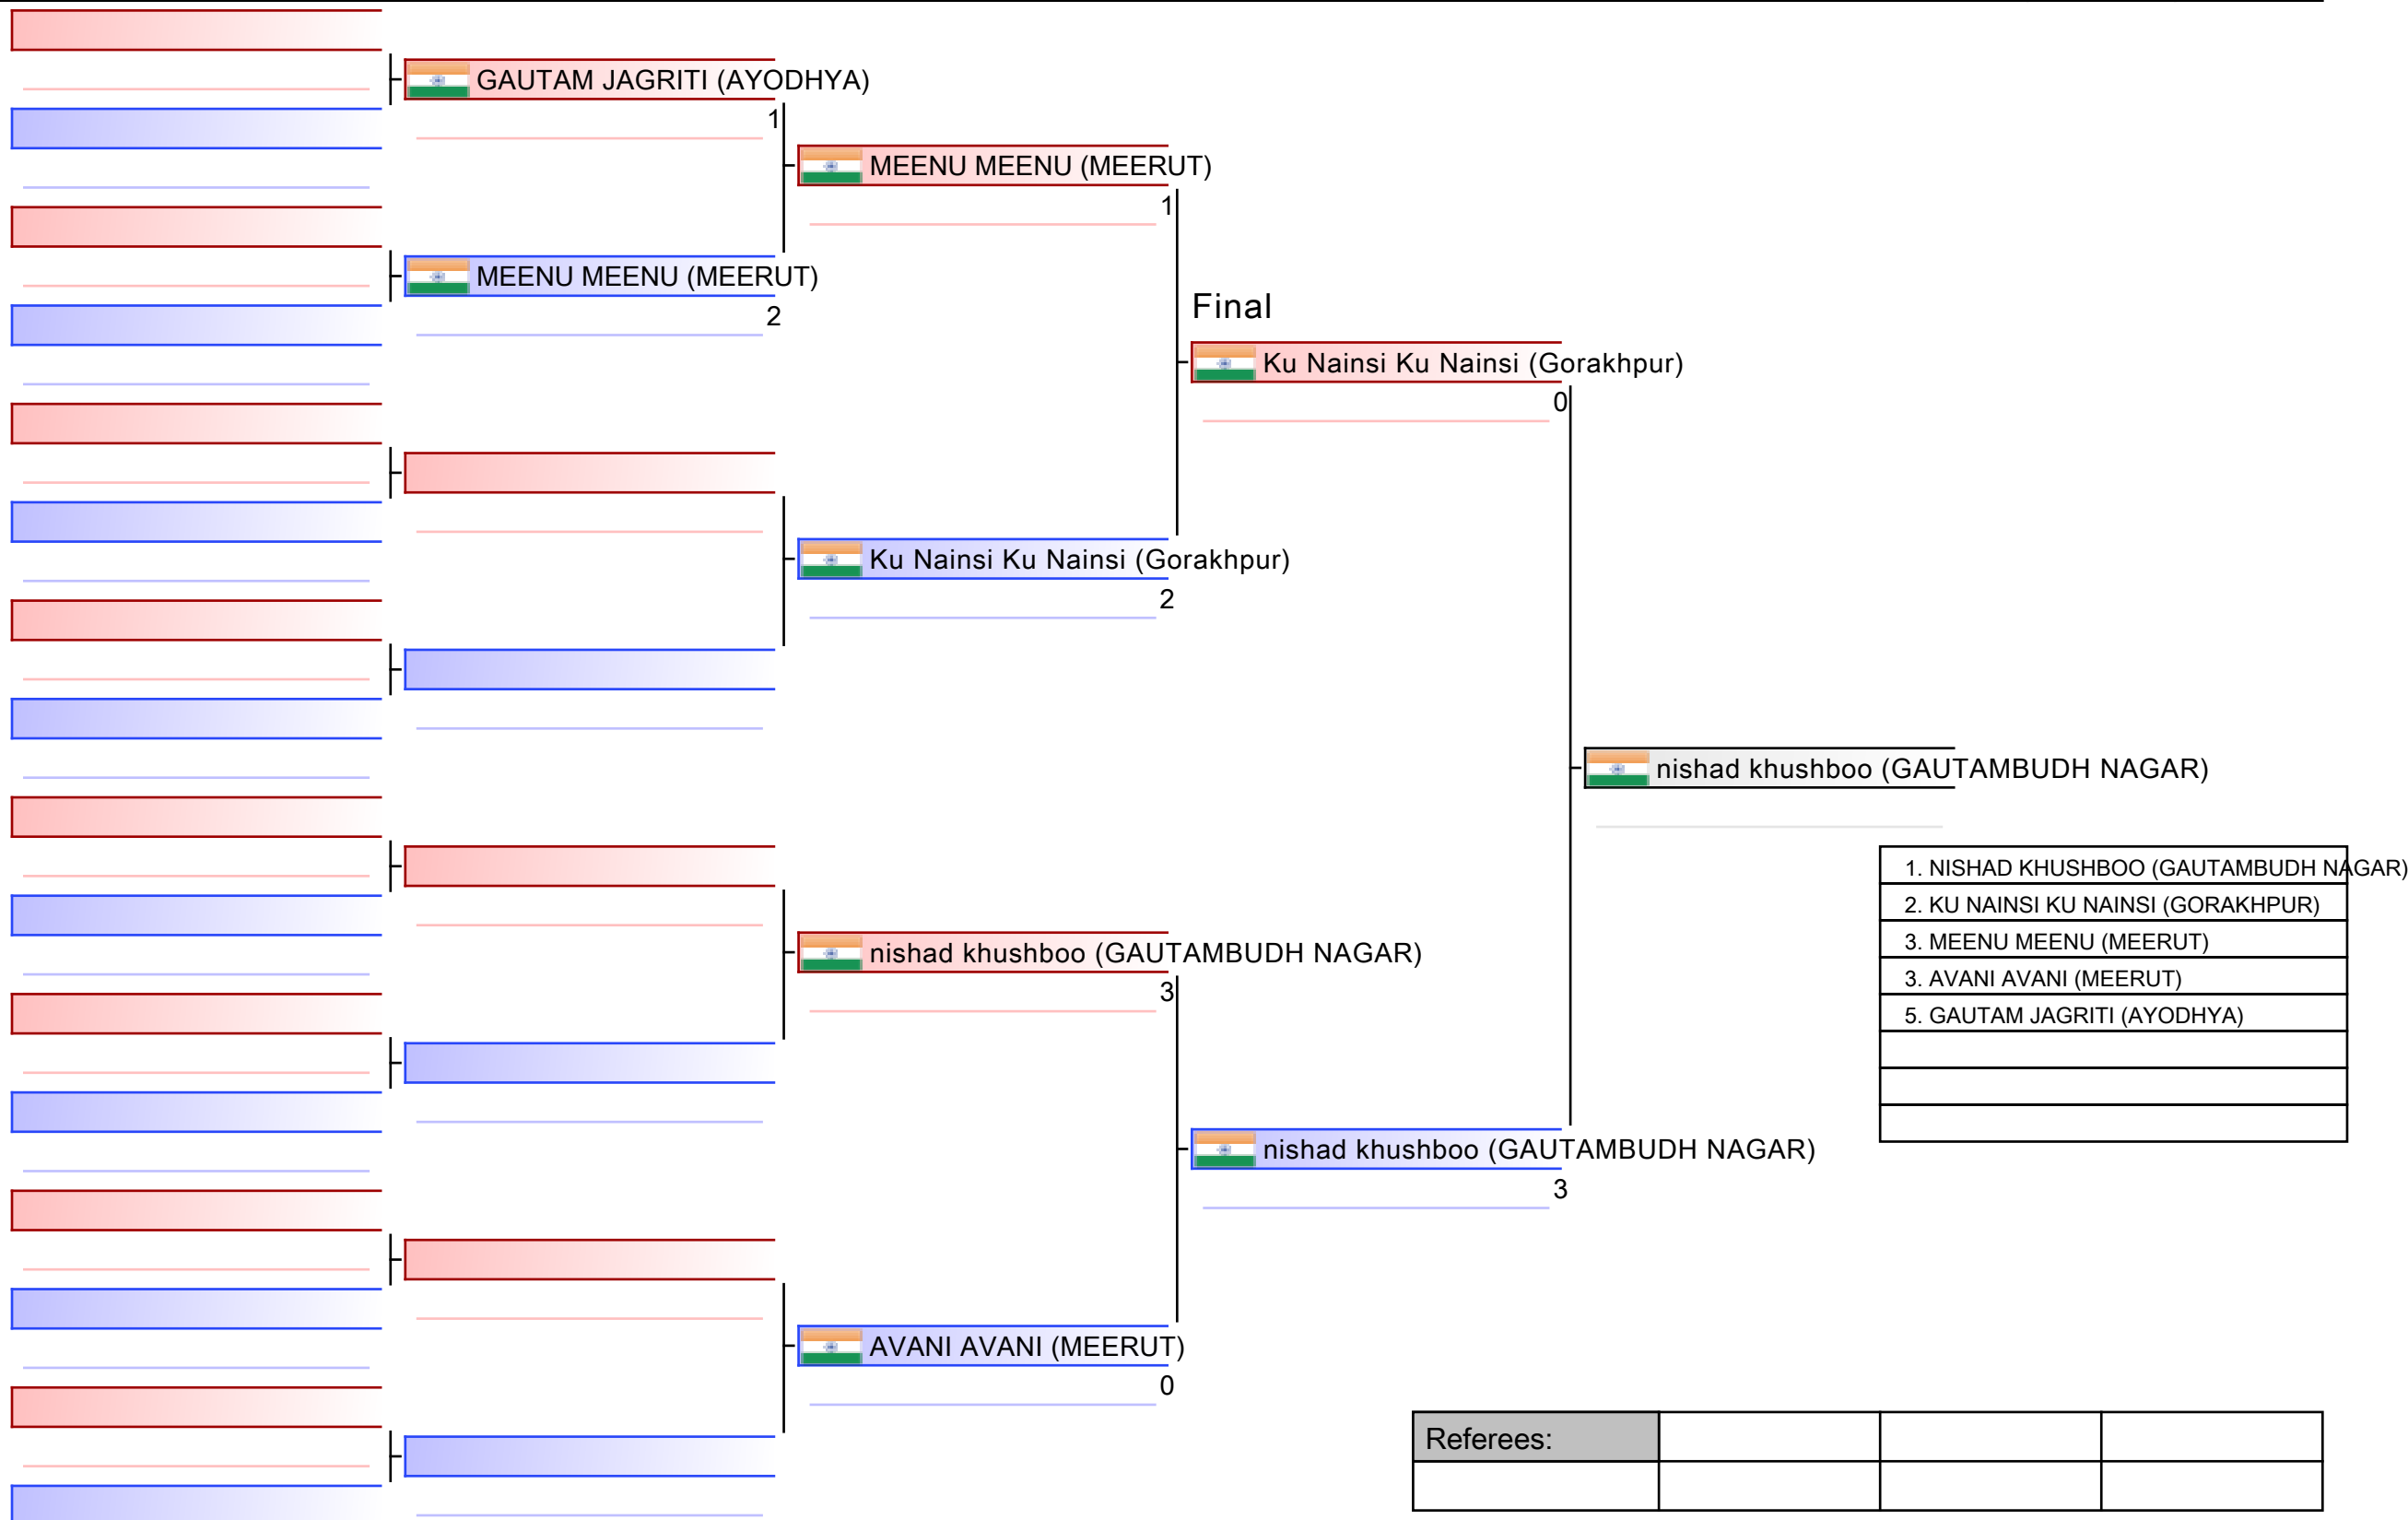 GAUTAM JAGRITI (AYODHYA)
1
MEENU MEENU (MEERUT)
1
MEENU MEENU (MEERUT)
2
Final
Ku Nainsi Ku Nainsi (Gorakhpur)
0
Ku Nainsi Ku Nainsi (Gorakhpur)
2
nishad khushboo (GAUTAMBUDH NAGAR)
1. NISHAD KHUSHBOO (GAUTAMBUDH NAGAR)
2. KU NAINSI KU NAINSI (GORAKHPUR)
3. MEENU MEENU (MEERUT)
3. AVANI AVANI (MEERUT)
5. GAUTAM JAGRITI (AYODHYA)
nishad khushboo (GAUTAMBUDH NAGAR)
3
nishad khushboo (GAUTAMBUDH NAGAR)
3
AVANI AVANI (MEERUT)
0
Referees: